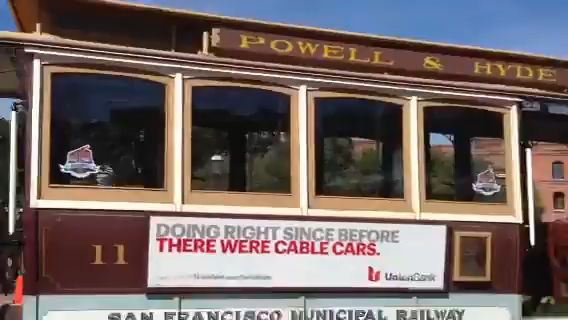 POWELL & HYDE
11
DOING RIGHT SINCE BEFORE
THERE WERE CABLE CARS.
UnionBank
SAN FRANCISCO MUNICIPAL RAILWAY